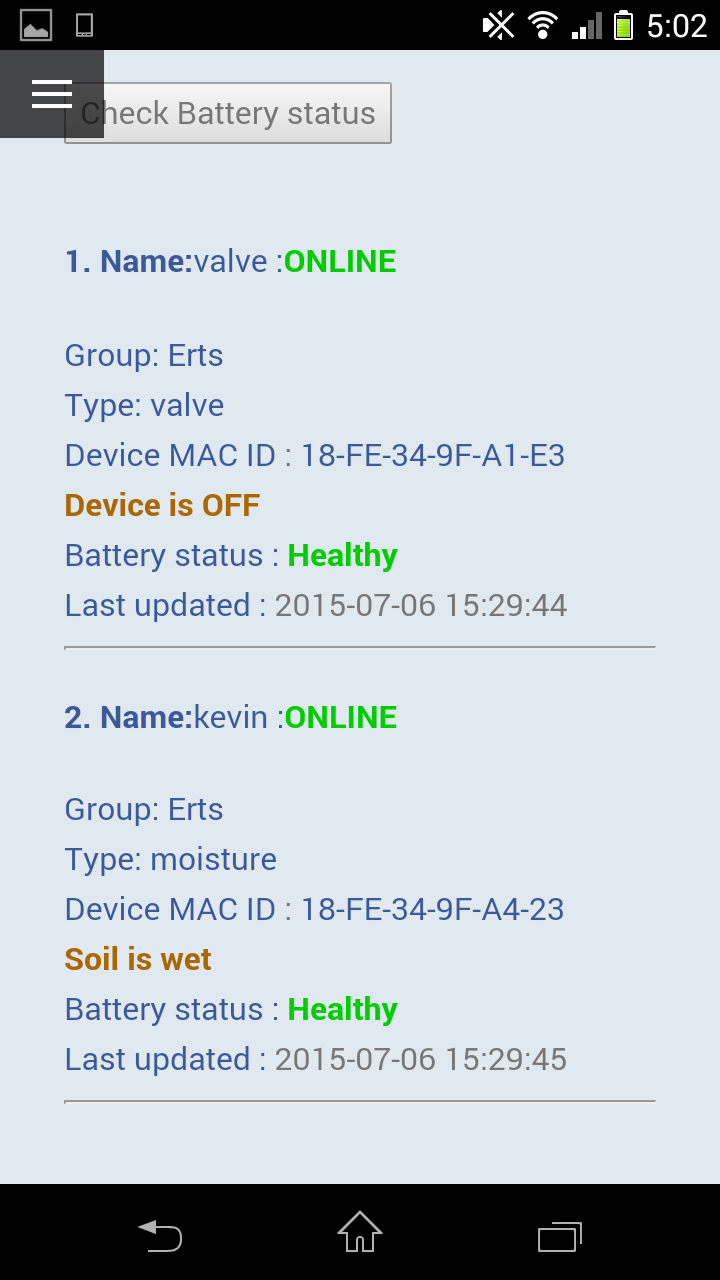 5:02
Check Battery status
1. Name:valve :ONLINE
Group: Erts
Type: valve
Device MAC ID : 18-FE-34-9F-A1-E3
Device is OFF
Battery status : Healthy
Last updated : 2015-07-06 15:29:44
2. Name:kevin :ONLINE
Group: Erts
Type: moisture
Device MAC ID : 18-FE-34-9F-A4-23
Soil is wet
Battery status : Healthy
Last updated : 2015-07-06 15:29:45